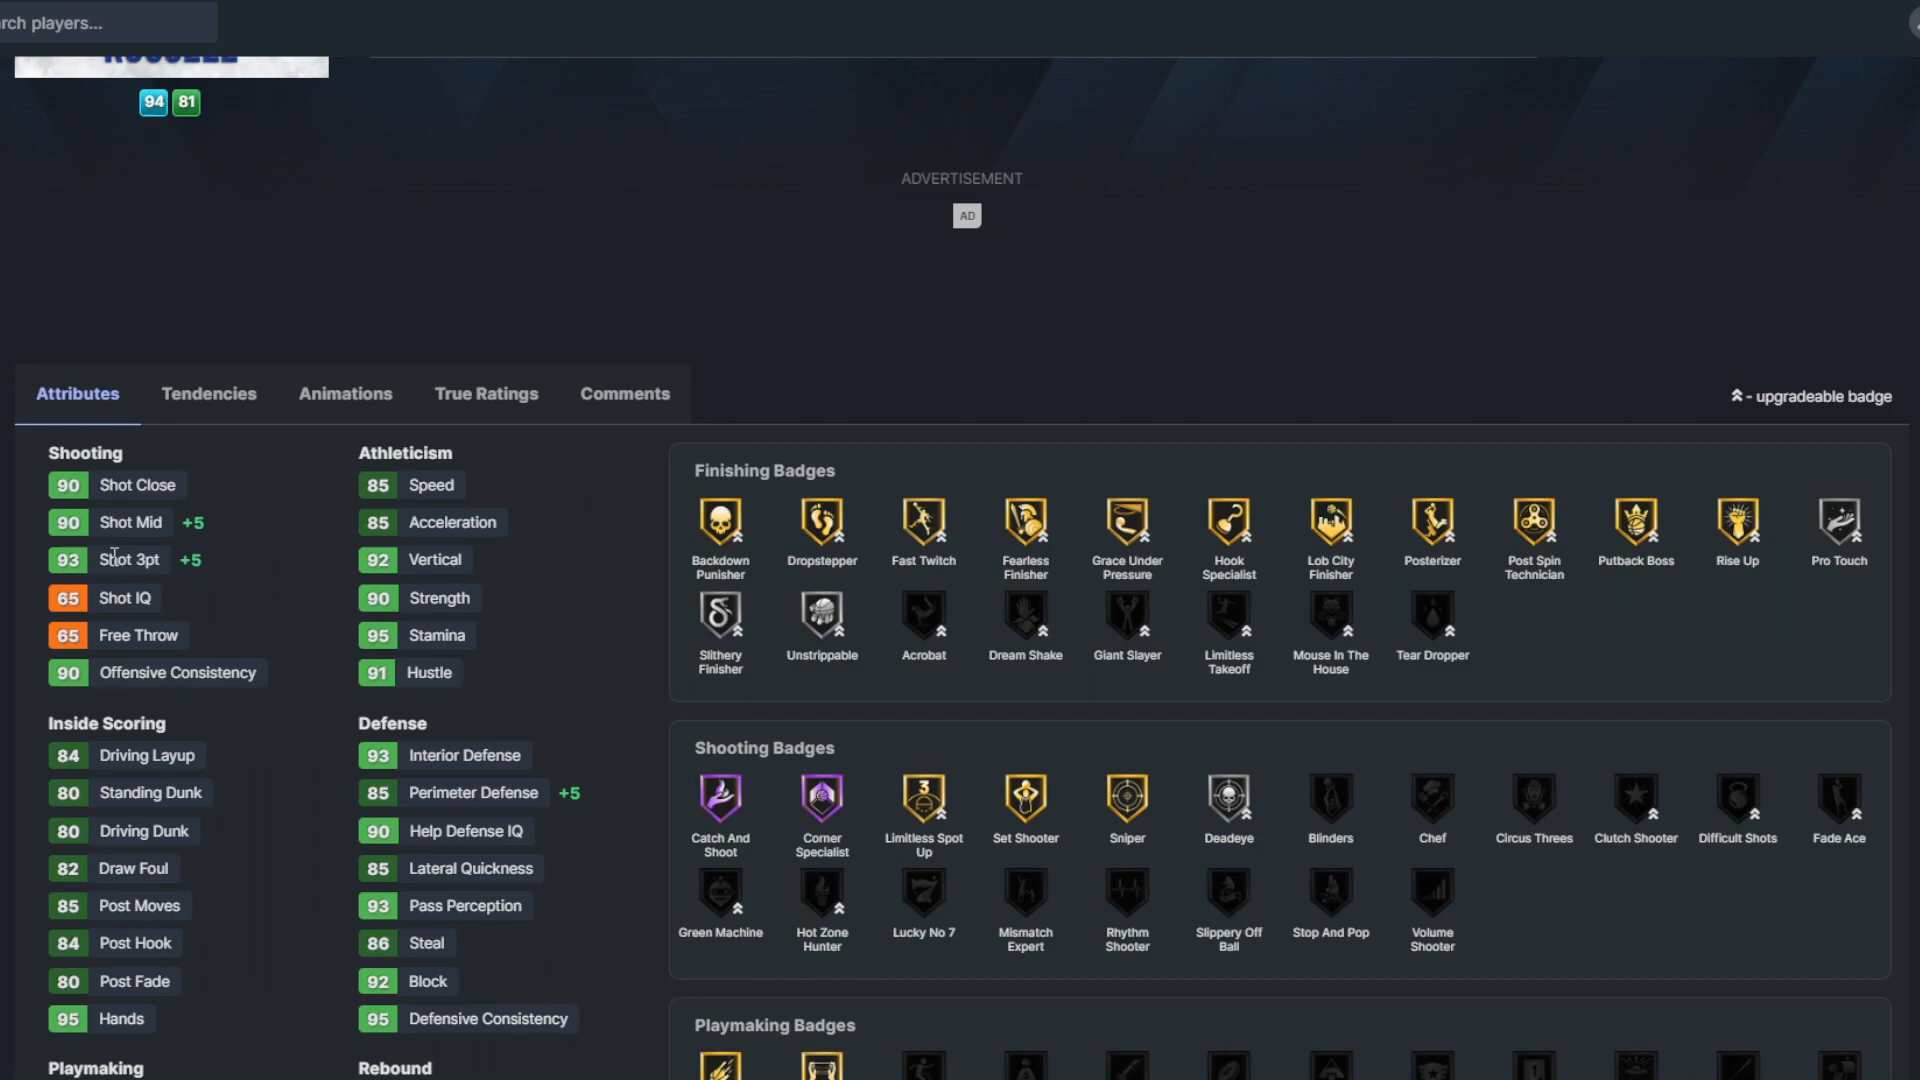 rch players...
RUSSELL
94 81
ADVERTISEMENT
AD
Attributes Tendencies Animations True Ratings Comments
- upgradeable badge
Shooting
90 Shot Close
90 Shot Mid +5
93 Shot 3pt +5
65 Shot IQ
65 Free Throw
90 Offensive Consistency
Inside Scoring
84 Driving Layup
80 Standing Dunk
80 Driving Dunk
82 Draw Foul
85 Post Moves
84 Post Hook
80 Post Fade
95 Hands
Playmaking
Athleticism
85 Speed
85 Acceleration
92 Vertical
90 Strength
95 Stamina
91 Hustle
Defense
93 Interior Defense
85 Perimeter Defense +5
90 Help Defense IQ
85 Lateral Quickness
93 Pass Perception
86 Steal
92 Block
95 Defensive Consistency
Rebound
Finishing Badges
Backdown Punisher
Dropstepper
Fast Twitch
Fearless Finisher
Grace Under Pressure
Hook Specialist
Lob City Finisher
Posterizer
Post Spin Technician
Putback Boss
Rise Up
Pro Touch
Slithery Finisher
Unstrippable
Acrobat
Dream Shake
Giant Slayer
Limitless Takeoff
Mouse In The House
Tear Dropper
Shooting Badges
Catch And Shoot
Corner Specialist
3
Limitless Spot Up
Set Shooter
Sniper
Deadeye
Blinders
Chef
Circus Threes
Clutch Shooter
Difficult Shots
Fade Ace
Green Machine
Hot Zone Hunter
Lucky No 7
Mismatch Expert
Rhythm Shooter
Slippery Off Ball
Stop And Pop
Volume Shooter
Playmaking Badges